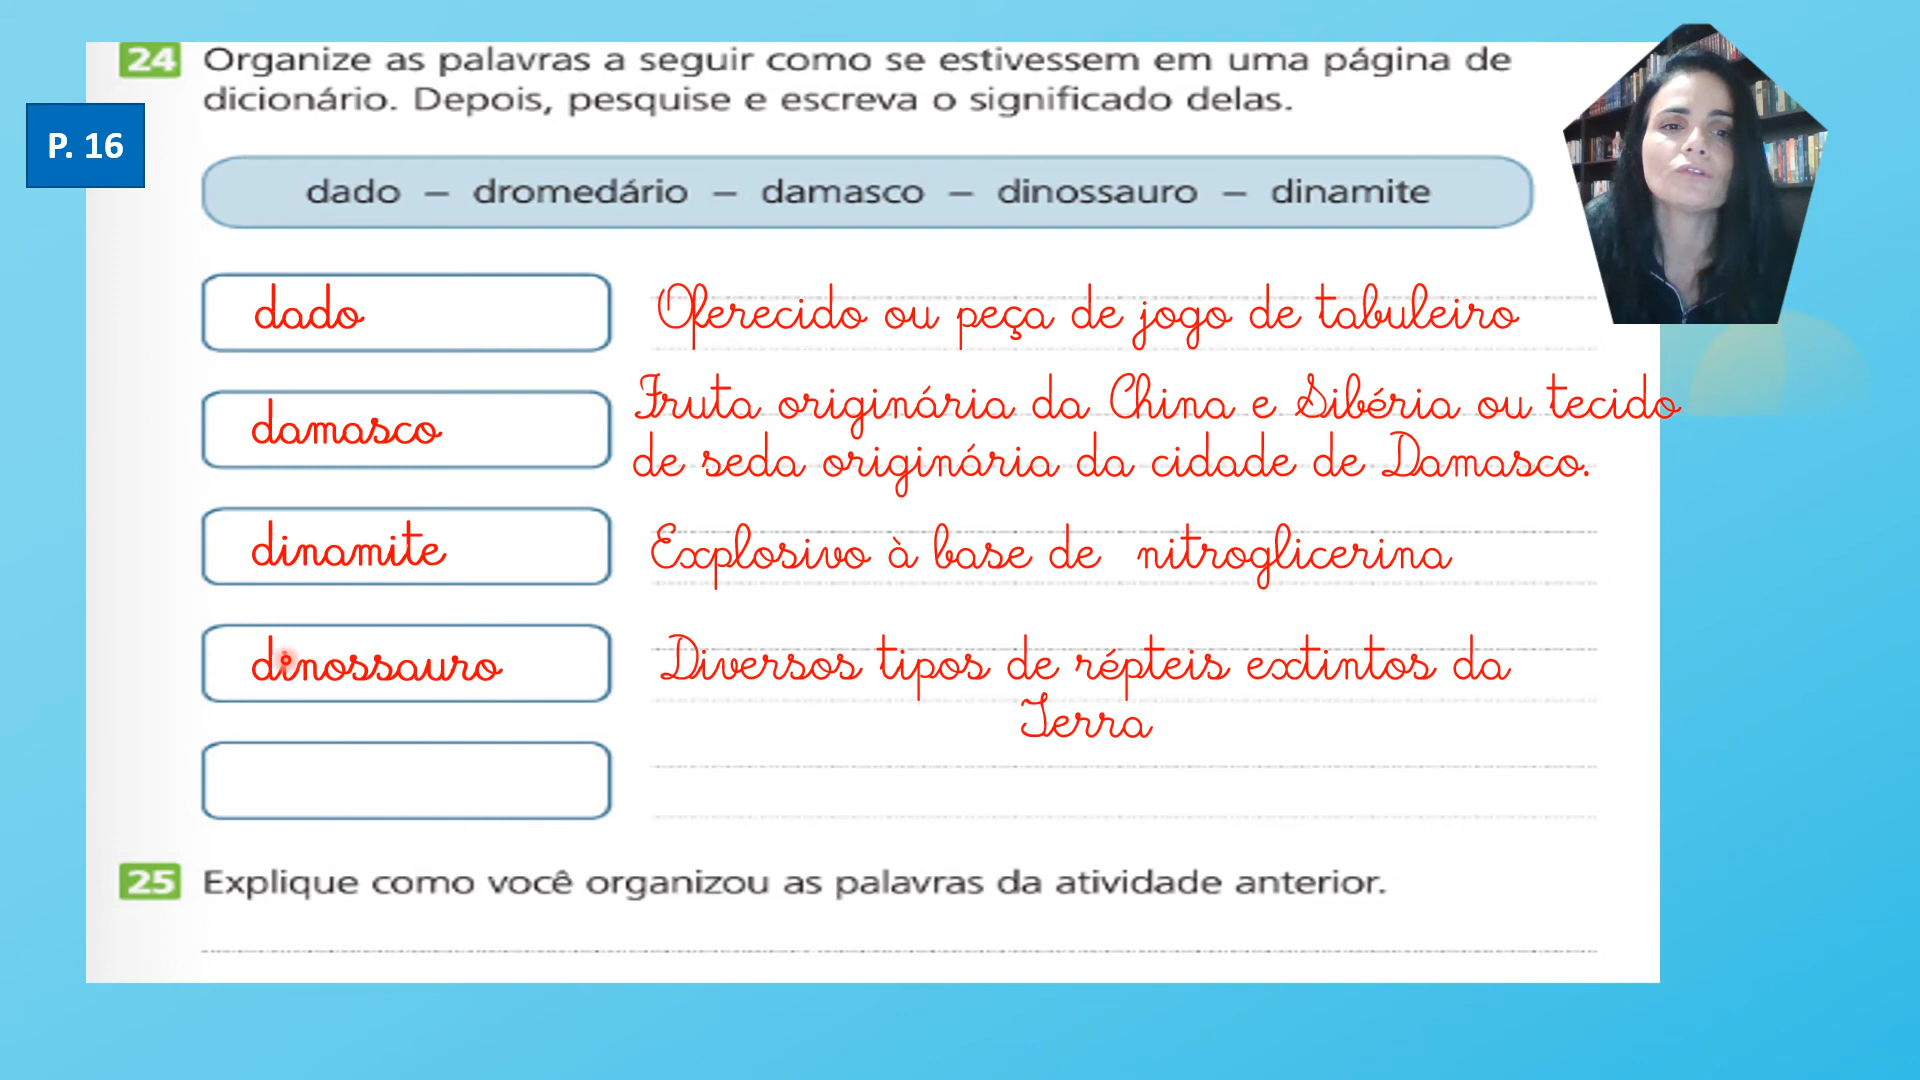 24 Organize as palavras a seguir como se estivessem em uma página de
dicionário. Depois, pesquise e escreva o significado delas.
P. 16
dado – dromedário – damasco – dinossauro – dinamite
dado
Oferecido ou peça de jogo de tabuleiro
damasco
Fruta originária da China e Sibéria ou tecido
de seda originária da cidade de Damasco.
dinamite
Explosivo à base de nitroglicerina
dinossauro
Diversos tipos de répteis extintos da
Terra
25 Explique como você organizou as palavras da atividade anterior.